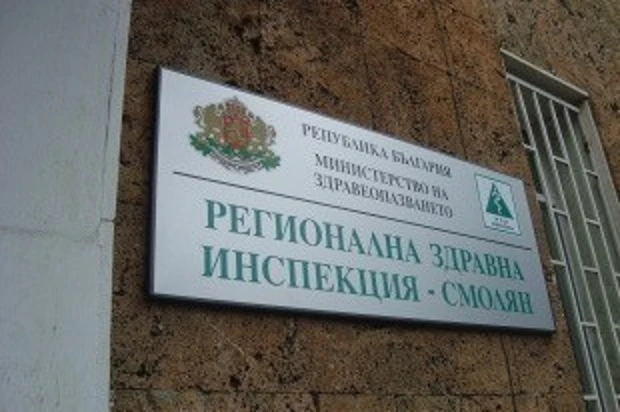 РЕПУБЛИКА БЪЛГАРИЯ
МИНИСТЕРСТВО НА
ЗДРАВЕОПАЗВАНЕТО
РЕГИОНАЛНА ЗДРАВНА
ИНСПЕКЦИЯ - СМОЛЯН